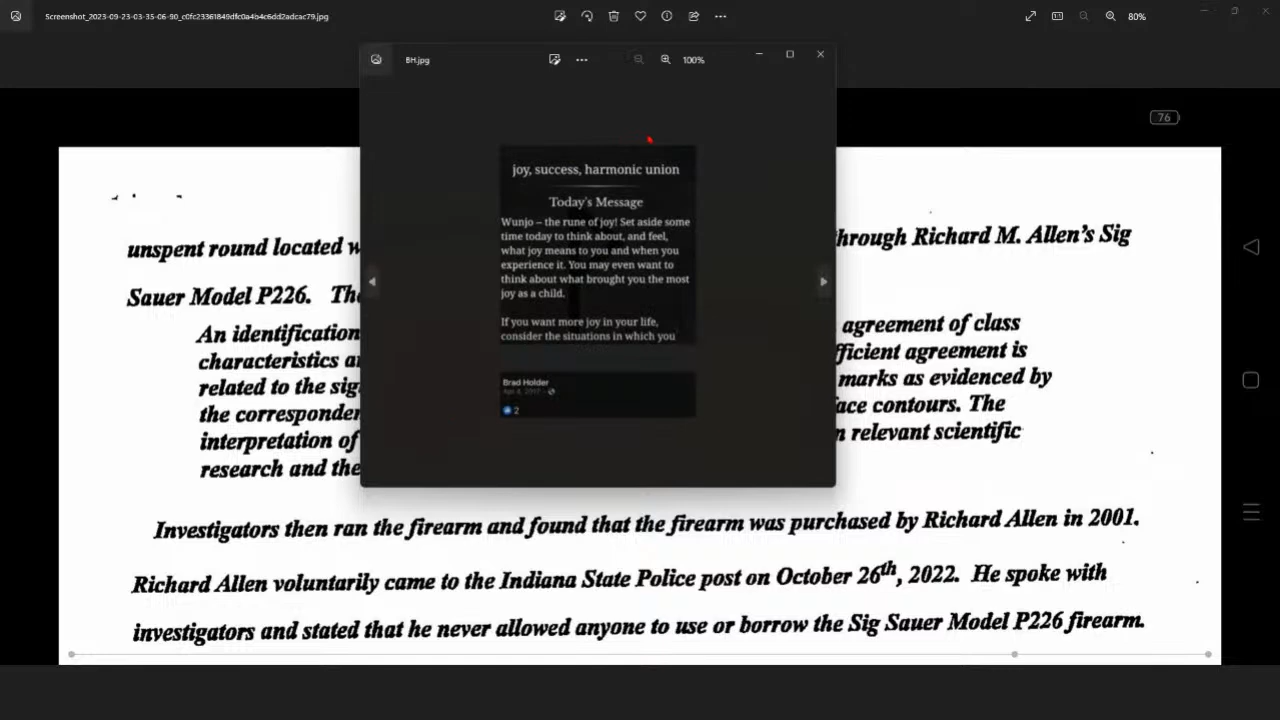 Screenshot_2023-09-23-03-35-06-90_c0fc23361849dfc0a4b4c6dd2adcac79.jpg
80%
BH.jpg
100%
76
joy, success, harmonic union
Today's Message
Wunjo – the rune of joy! Set aside some
time today to think about, and feel,
what joy means to you and when you
experience it. You may even want to
think about what brought you the most
joy as a child.
If you want more joy in your life,
consider the situations in which you
Brad Holder
2
unspent round located w
hrough Richard M. Allen's Sig
Sauer Model P226. The
An identification
agreement of class
characteristics a
fficient agreement is
related to the sig
marks as evidenced by
the corresponden
ace contours. The
interpretation of
n relevant scientific
research and the
Investigators then ran the firearm and found that the firearm was purchased by Richard Allen in 2001.
Richard Allen voluntarily came to the Indiana State Police post on October 26th, 2022. He spoke with
investigators and stated that he never allowed anyone to use or borrow the Sig Sauer Model P226 firearm.